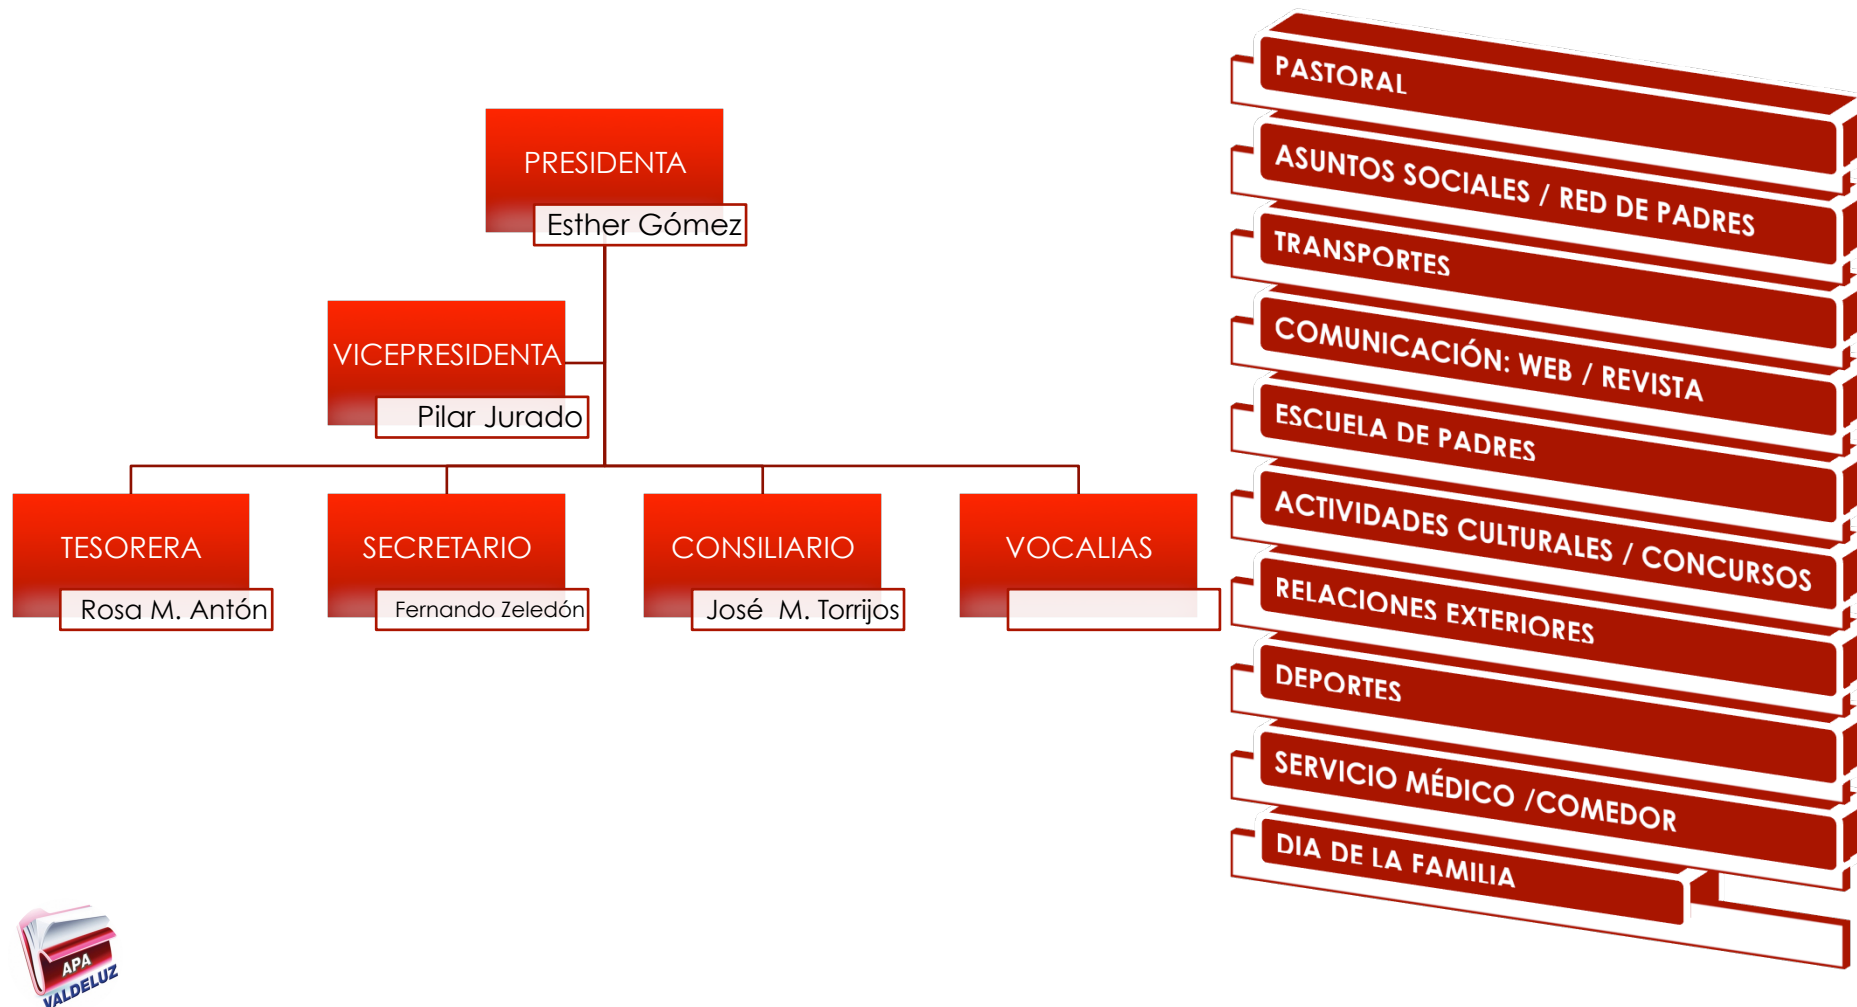 PRESIDENTA
Esther Gómez
VICEPRESIDENTA
Pilar Jurado
TESORERA
Rosa M. Antón
SECRETARIO
Fernando Zeledón
CONSILIARIO
José M. Torrijos
VOCALIAS
PASTORAL
ASUNTOS SOCIALES / RED DE PADRES
TRANSPORTES
COMUNICACIÓN: WEB / REVISTA
ESCUELA DE PADRES
ACTIVIDADES CULTURALES / CONCURSOS
RELACIONES EXTERIORES
DEPORTES
SERVICIO MÉDICO /COMEDOR
DIA DE LA FAMILIA
APA
VALDELUZ